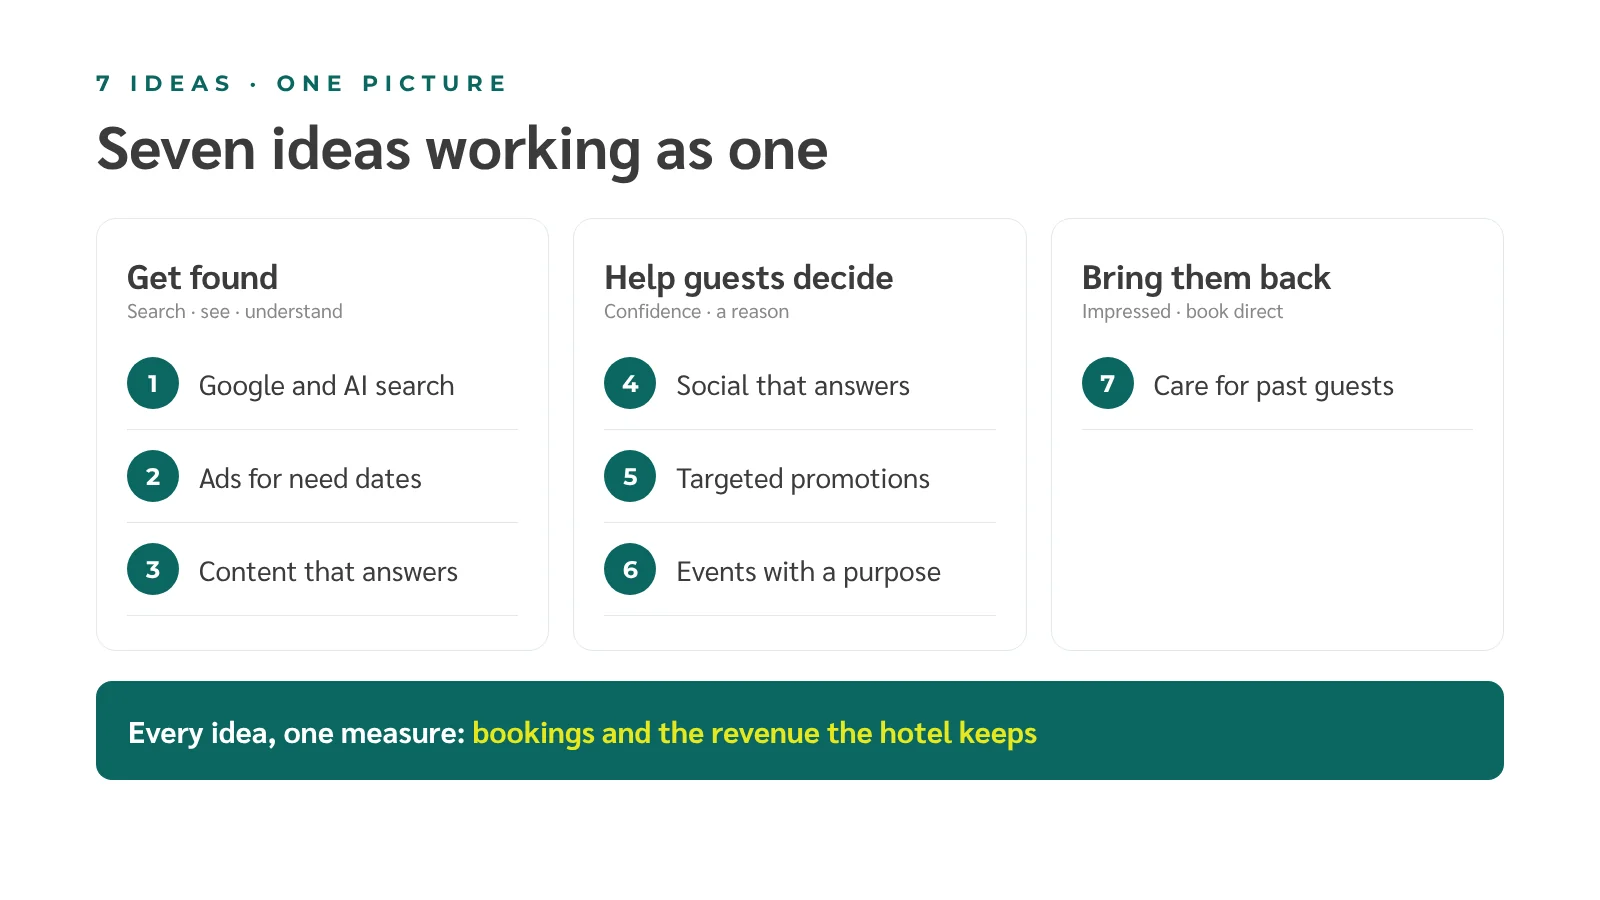 7 IDEAS · ONE PICTURE
Seven ideas working as one
Get found
Search · see · understand
1 Google and AI search
2 Ads for need dates
3 Content that answers
Help guests decide
Confidence · a reason
4 Social that answers
5 Targeted promotions
6 Events with a purpose
Bring them back
Impressed · book direct
7 Care for past guests
Every idea, one measure: bookings and the revenue the hotel keeps